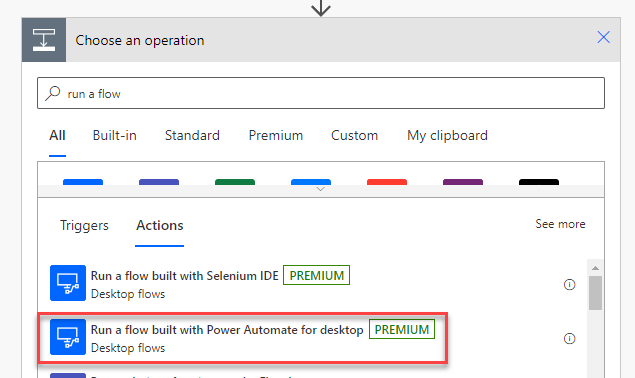 Choose an operation
run a flow
All Built-in Standard Premium Custom My clipboard
Triggers Actions See more
Run a flow built with Selenium IDE PREMIUM
Desktop flows
Run a flow built with Power Automate for desktop PREMIUM
Desktop flows